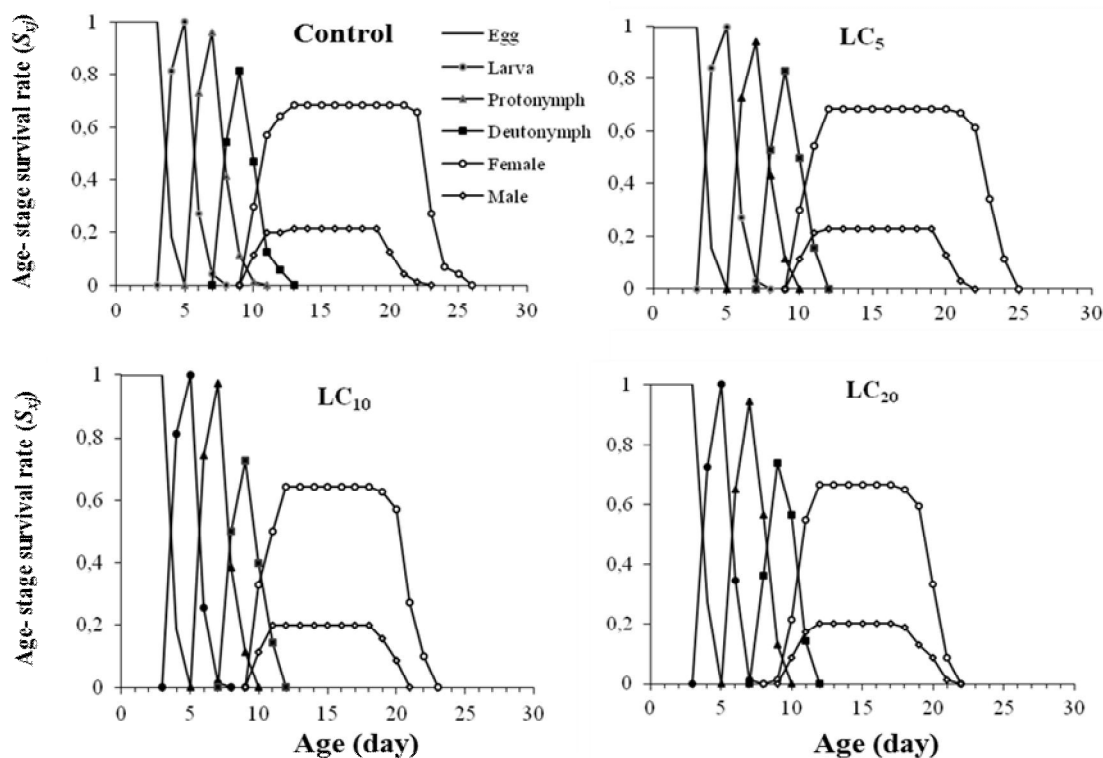 Control
Age- stage survival rate (Sxj)
1
0,8
0,6
0,4
0,2
0
0 5 10 15 20 25 30
Egg
Larva
Protonymph
Deutonymph
Female
Male
LC5
1
0,8
0,6
0,4
0,2
0
0 5 10 15 20 25 30
LC10
Age- stage survival rate (Sxj)
1
0,8
0,6
0,4
0,2
0
0 5 10 15 20 25 30
Age (day)
LC20
1
0,8
0,6
0,4
0,2
0
0 5 10 15 20 25 30
Age (day)